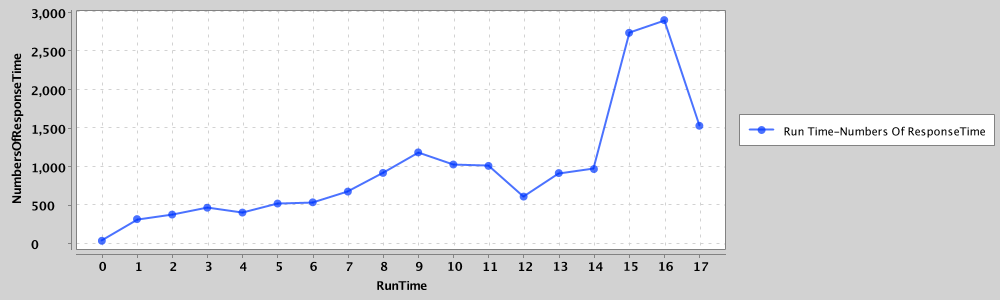 NumbersOfResponseTime
3,000
2,500
2,000
1,500
1,000
500
0
0 1 2 3 4 5 6 7 8 9 10 11 12 13 14 15 16 17
RunTime
Run Time-Numbers Of ResponseTime